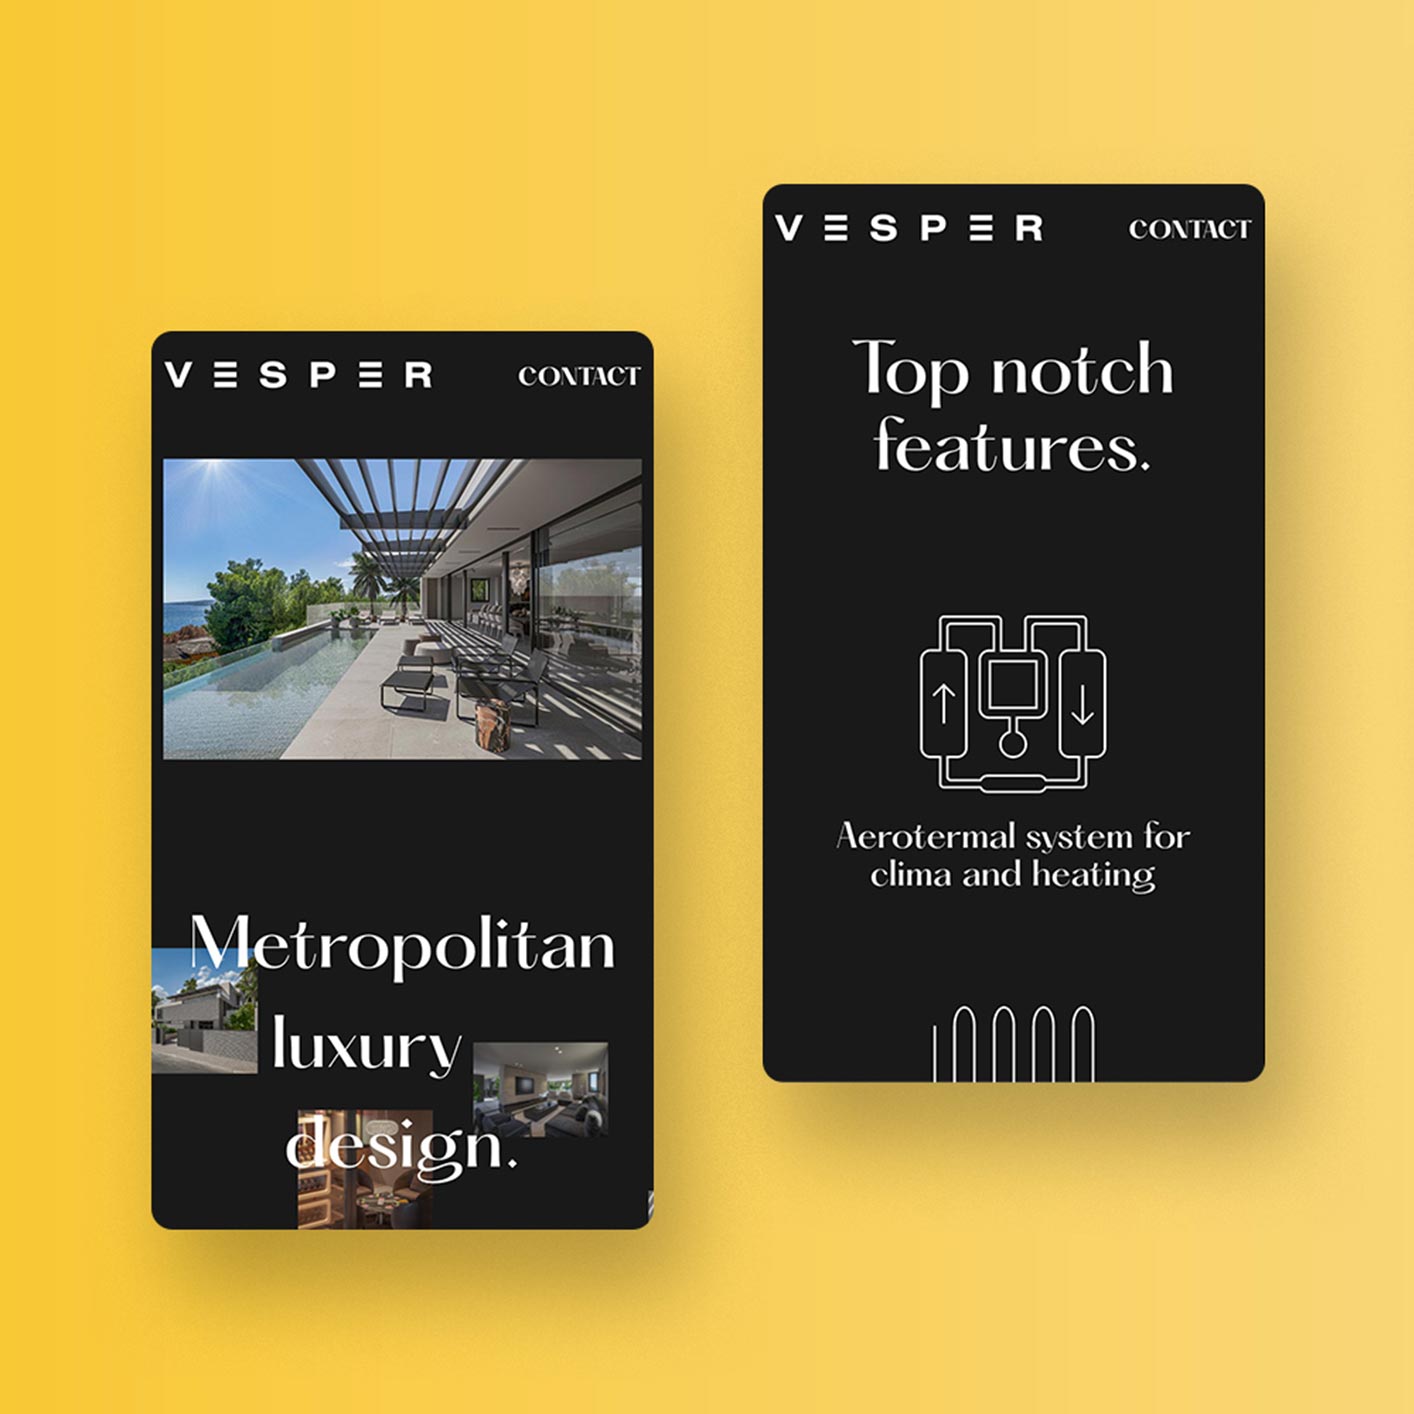 VESPER
CONTACT
Metropolitan
luxury
design.
VESPER
CONTACT
Top notch
features.
Aerotermal system for
clima and heating